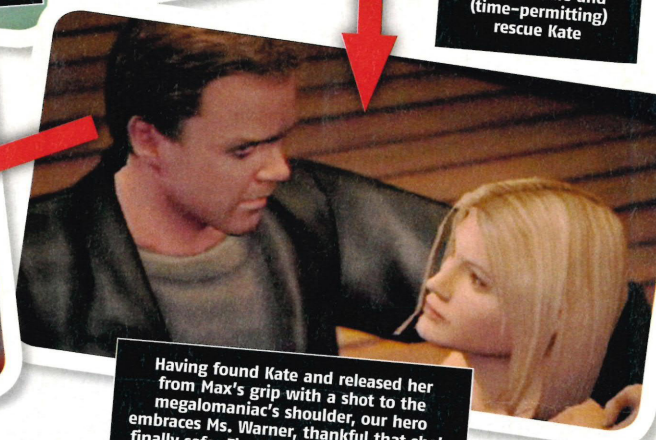 (time-permitting)
rescue Kate
Having found Kate and released her
from Max's grip with a shot to the
megalomaniac's shoulder, our hero
embraces Ms. Warner, thankful that
finally